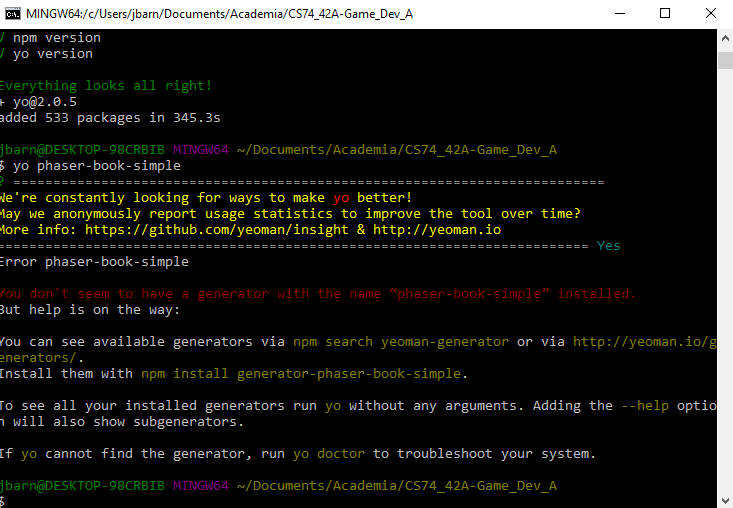 MINGW64:/c/Users/jbarn/Documents/Academia/CS74_42A-Game_Dev_A
√ npm version
√ yo version
Everything looks all right!
+ yo@2.0.5
added 533 packages in 345.3s
jbarn@DESKTOP-98CRBIB MINGW64 ~/Documents/Academia/CS74_42A-Game_Dev_A
$ yo phaser-book-simple
? ==========================================================================
We're constantly looking for ways to make yo better!
May we anonymously report usage statistics to improve the tool over time?
More info: https://github.com/yeoman/insight & http://yeoman.io
========================================================================== Yes
Error phaser-book-simple
You don't seem to have a generator with the name “phaser-book-simple” installed.
But help is on the way:
You can see available generators via npm search yeoman-generator or via http://yeoman.io/g
enerators/.
Install them with npm install generator-phaser-book-simple.
To see all your installed generators run yo without any arguments. Adding the --help optio
n will also show subgenerators.
If yo cannot find the generator, run yo doctor to troubleshoot your system.
jbarn@DESKTOP-98CRBIB MINGW64 ~/Documents/Academia/CS74_42A-Game_Dev_A
$